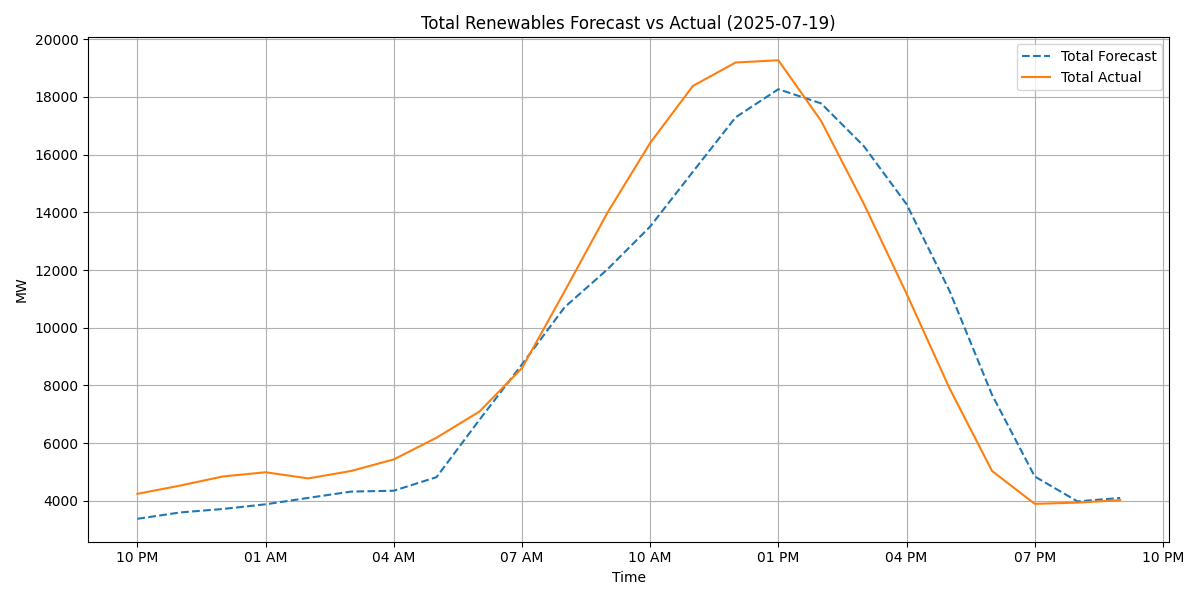 Total Renewables Forecast vs Actual (2025-07-19)
20000
18000
16000
14000
12000
10000
8000
6000
4000
MW
Total Forecast
Total Actual
10 PM 01 AM 04 AM 07 AM 10 AM 01 PM 04 PM 07 PM 10 PM
Time